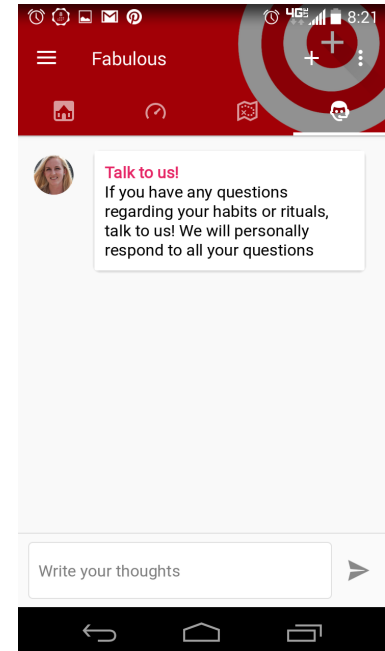 4G 8:21
Fabulous
Talk to us!
If you have any questions
regarding your habits or rituals,
talk to us! We will personally
respond to all your questions
Write your thoughts